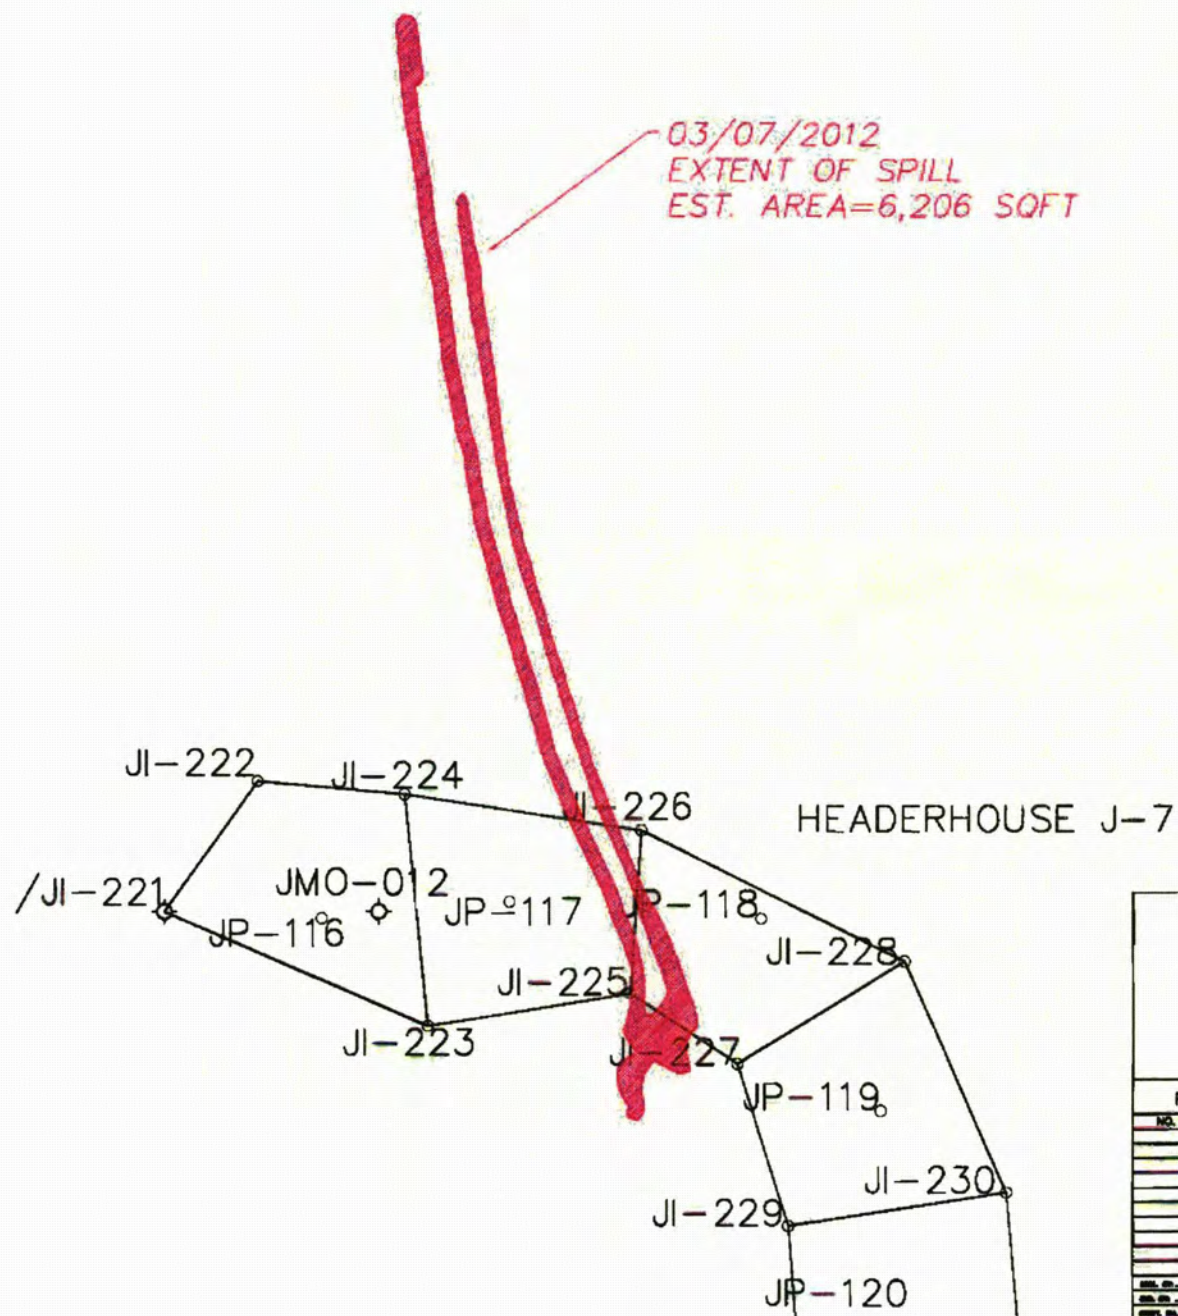 03/07/2012
EXTENT OF SPILL
EST. AREA=6,206 SQFT
JI-222
JI-224
JI-226
HEADERHOUSE J-7
/JI-221
JMO-012
JP-116
JP-117
JP-118
JI-228
JI-225
JI-223
JI-227
JP-119
JI-230
JI-229
JP-120
NO.